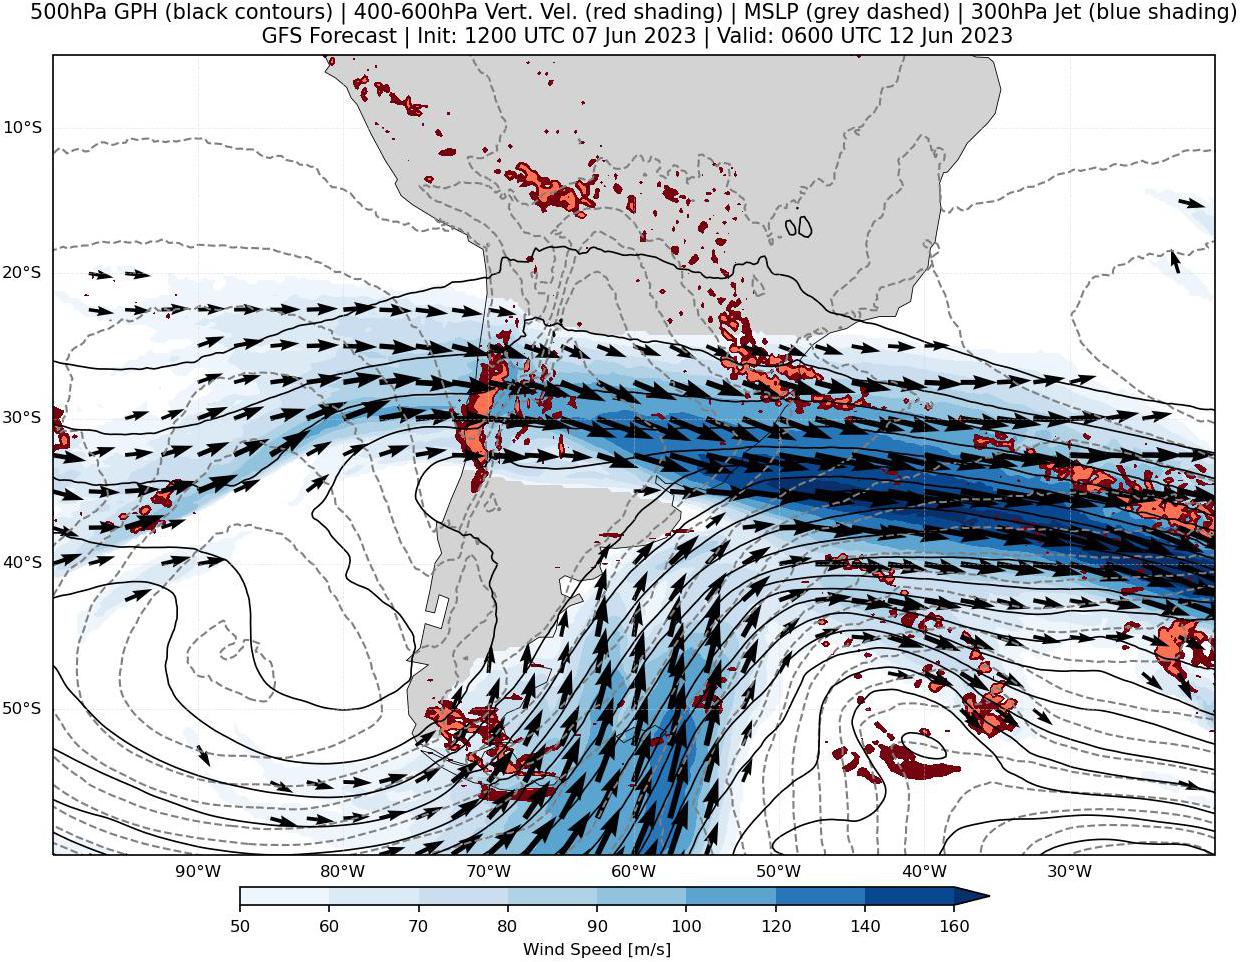 500hPa GPH (black contours) | 400-600hPa Vert. Vel. (red shading) | MSLP (grey dashed) | 300hPa Jet (blue shading)
GFS Forecast | Init: 1200 UTC 07 Jun 2023 | Valid: 0600 UTC 12 Jun 2023
10°S
20°S
30°S
40°S
50°S
90°W 80°W 70°W 60°W 50°W 40°W 30°W
50 60 70 80 90 100 120 140 160
Wind Speed [m/s]